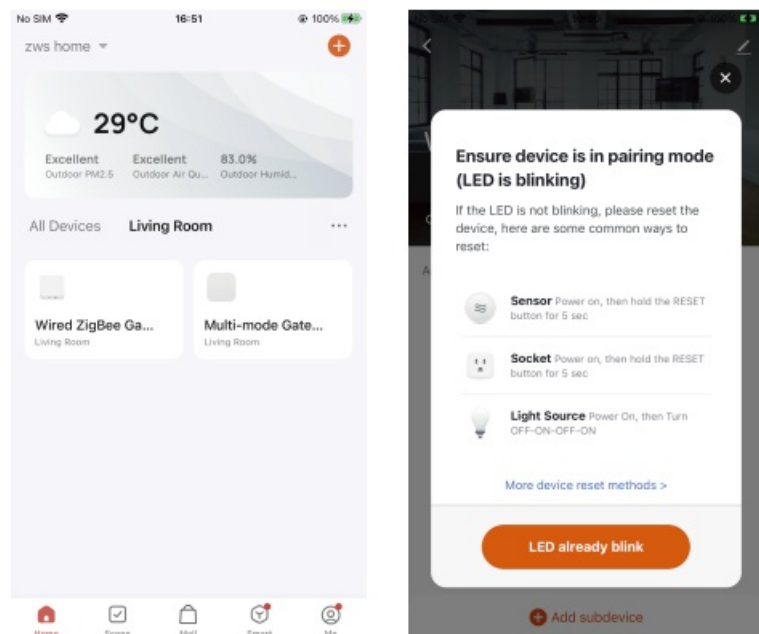 No SIM 16:51 100%
zws home
29°C
Excellent Excellent 83.0%
Outdoor PM2.5 Outdoor Air Qu... Outdoor Humid...
All Devices Living Room ...
Wired ZigBee Ga...
Living Room
Multi-mode Gate...
Living Room
Home Scene Mall Smart Me
Ensure device is in pairing mode
(LED is blinking)
If the LED is not blinking, please reset the
device, here are some common ways to
reset:
Sensor Power on, then hold the RESET
button for 5 sec
Socket Power on, then hold the RESET
button for 5 sec
Light Source Power On, then Turn
OFF-ON-OFF-ON
More device reset methods >
LED already blink
Add subdevice